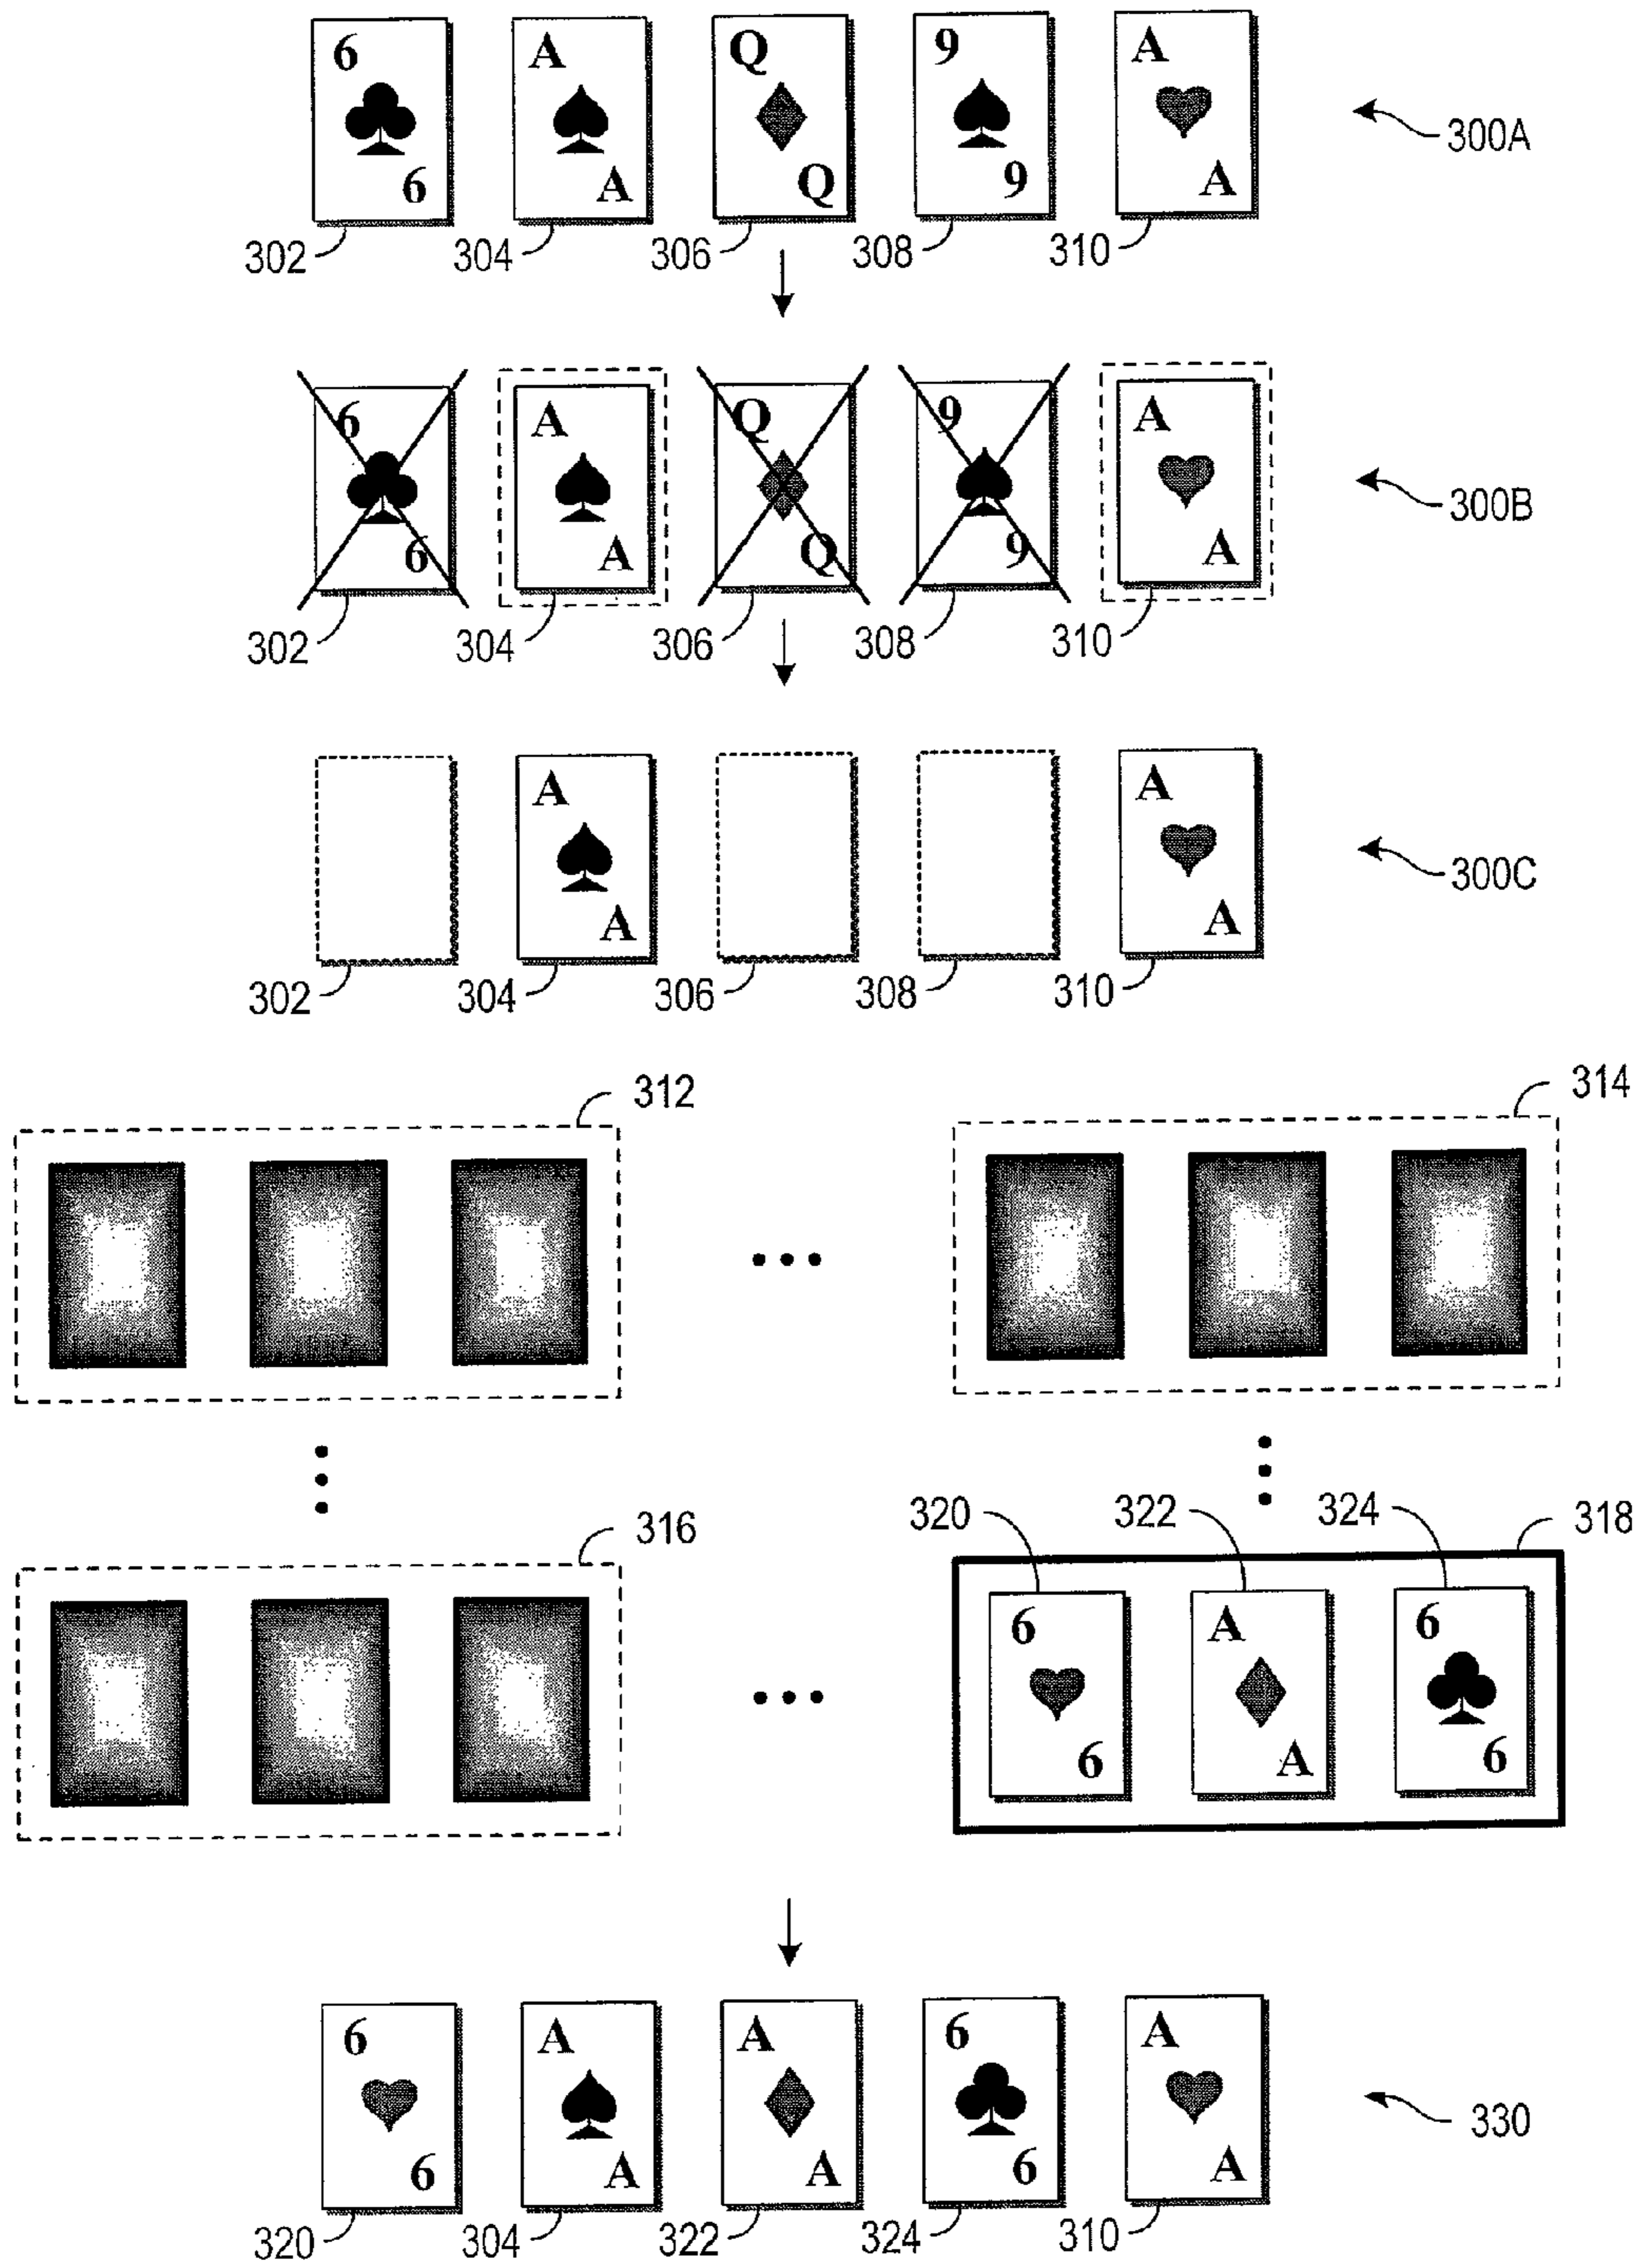 6 A Q 9 A
6 A Q 9 A
300A
302 304 306 308 310
6 A Q 9 A
6 A Q 9 A
300B
302 304 306 308 310
A A
A A
300C
302 304 306 308 310
312 314
316 320 322 324 318
6 A 6
6 A 6
6 A A 6 A
6 A A 6 A
330
320 304 322 324 310